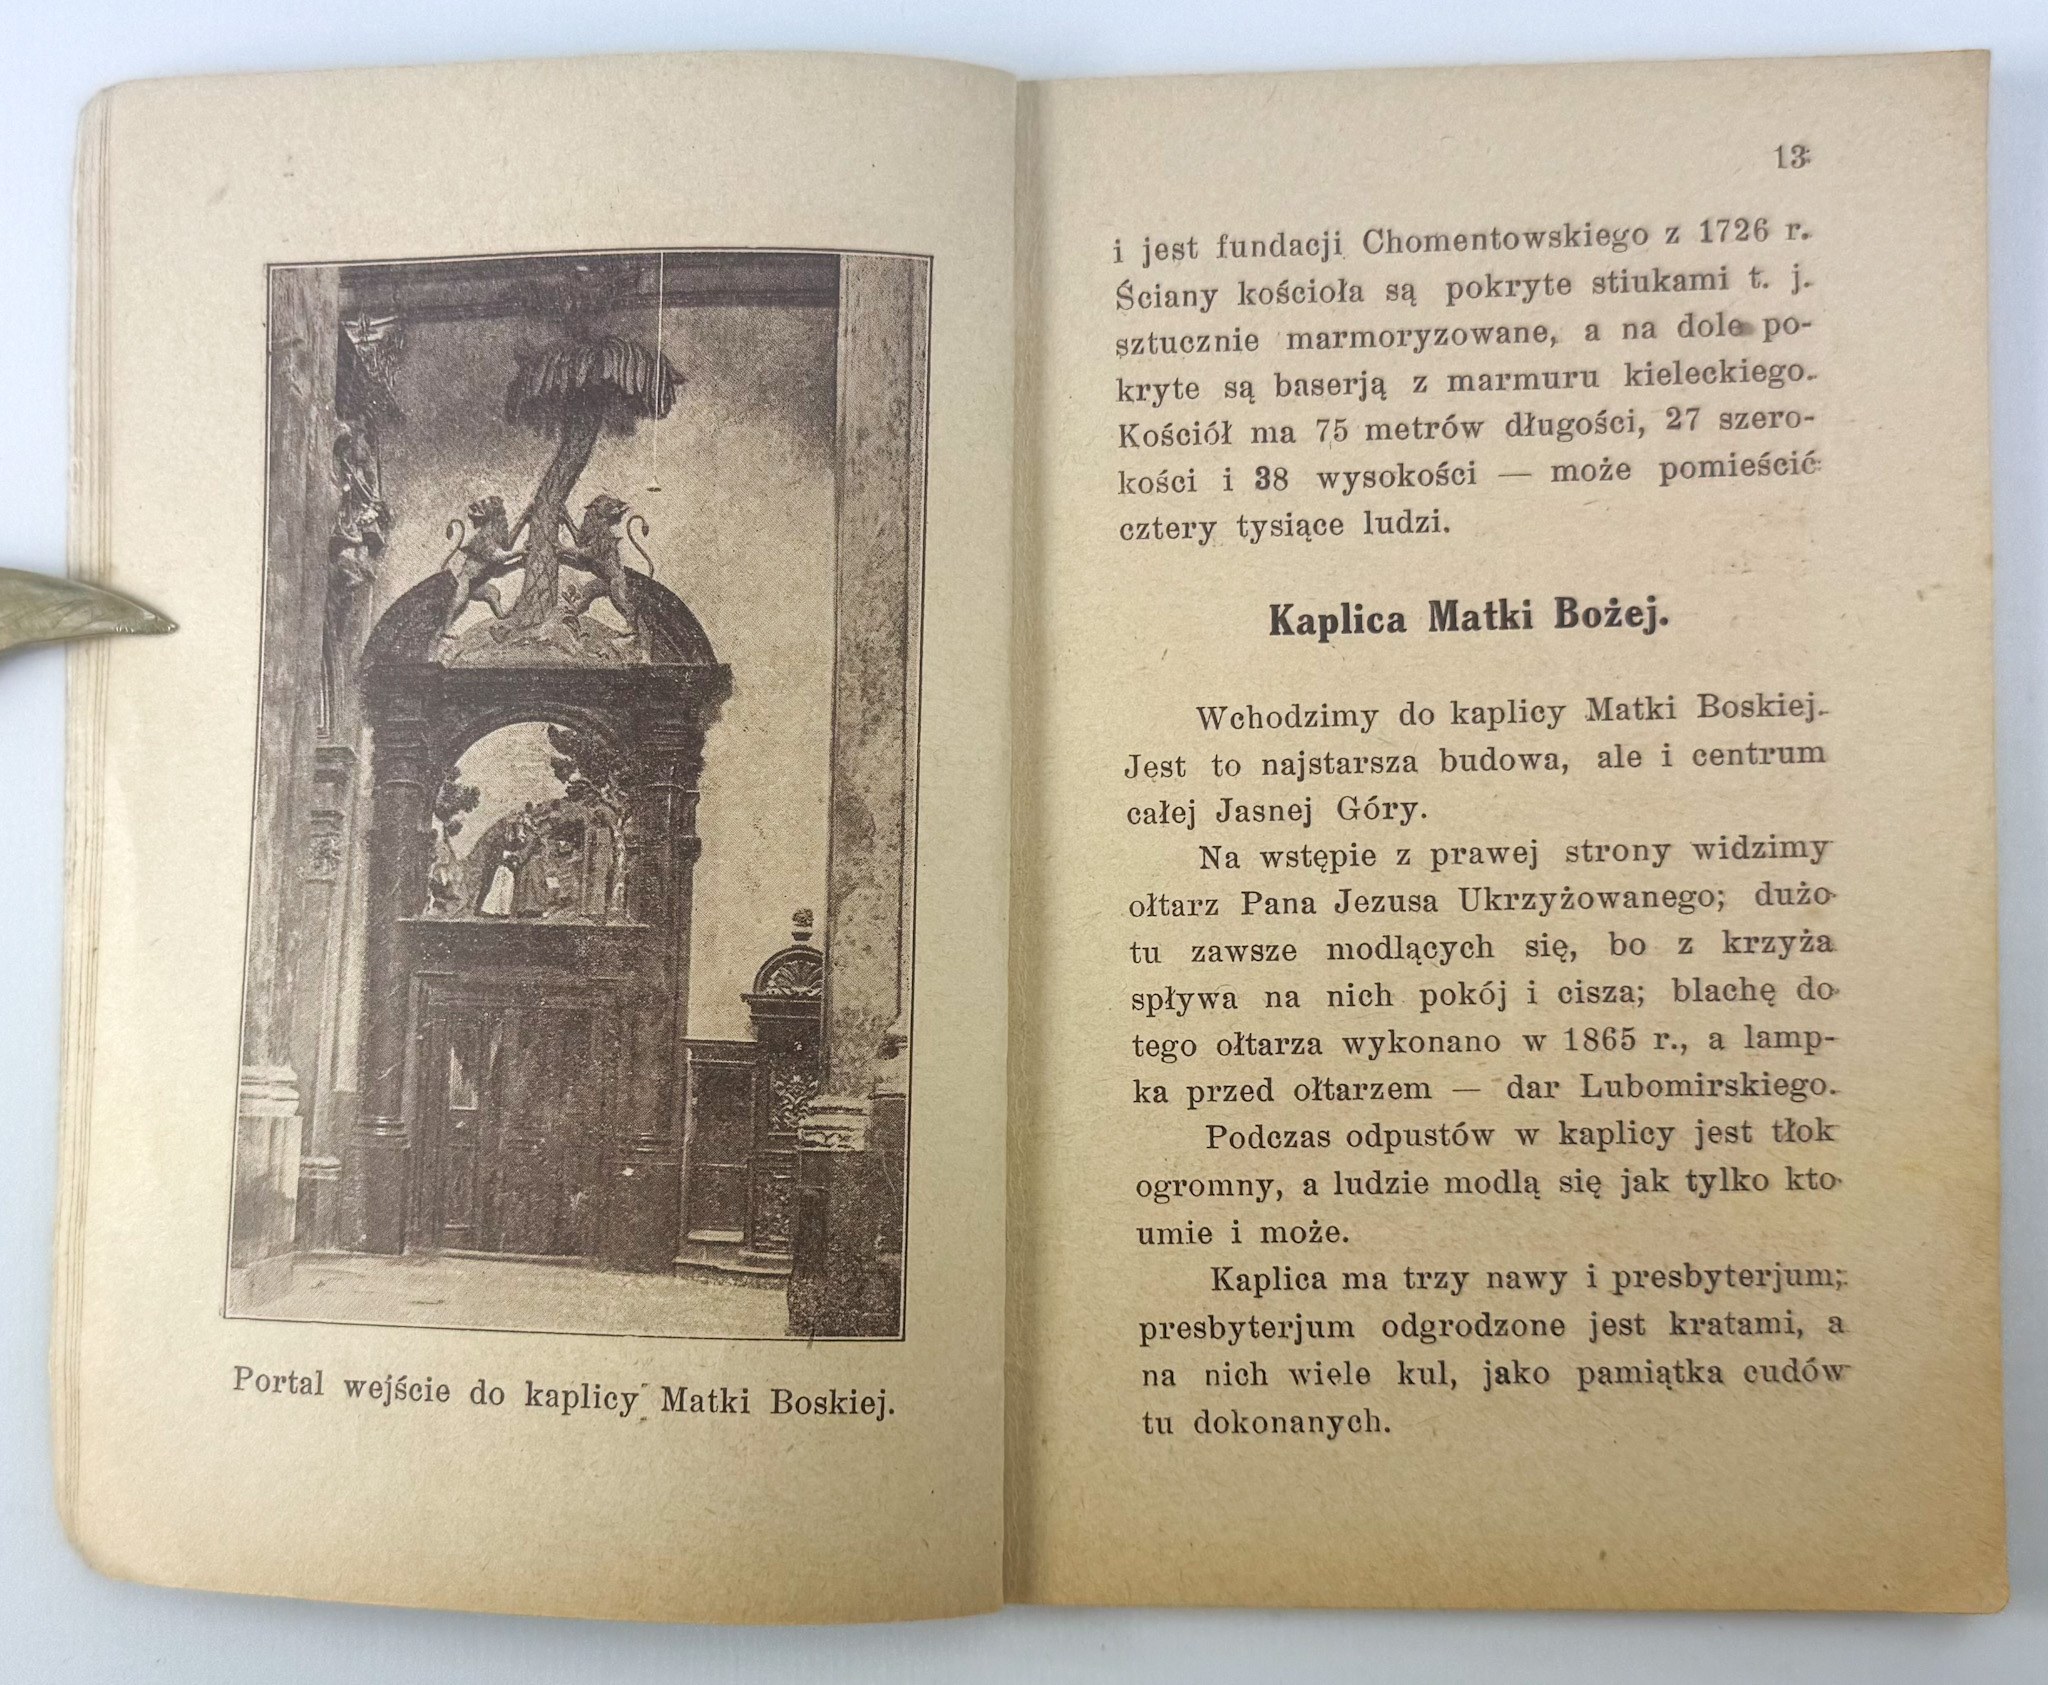 Portal wejście do kaplicy Matki Boskiej.
13
i jest fundacji Chomentowskiego z 1726 r.
Ściany kościoła są pokryte stiukami t. j.
sztucznie marmoryzowane, a na dole po-
kryte są baserją z marmuru kieleckiego.
Kościół ma 75 metrów długości, 27 szero-
kości i 38 wysokości — może pomieścić
cztery tysiące ludzi.
Kaplica Matki Bożej.
Wchodzimy do kaplicy Matki Boskiej.
Jest to najstarsza budowa, ale i centrum
całej Jasnej Góry.
Na wstępie z prawej strony widzimy
ołtarz Pana Jezusa Ukrzyżowanego; dużo
tu zawsze modlących się, bo z krzyża
spływa na nich pokój i cisza; blachę do
tego ołtarza wykonano w 1865 r., a lamp-
ka przed ołtarzem — dar Lubomirskiego.
Podczas odpustów w kaplicy jest tłok
ogromny, a ludzie modlą się jak tylko kto
umie i może.
Kaplica ma trzy nawy i presbyterjum;
presbyterjum odgrodzone jest kratami, a
na nich wiele kul, jako pamiątka cudów
tu dokonanych.